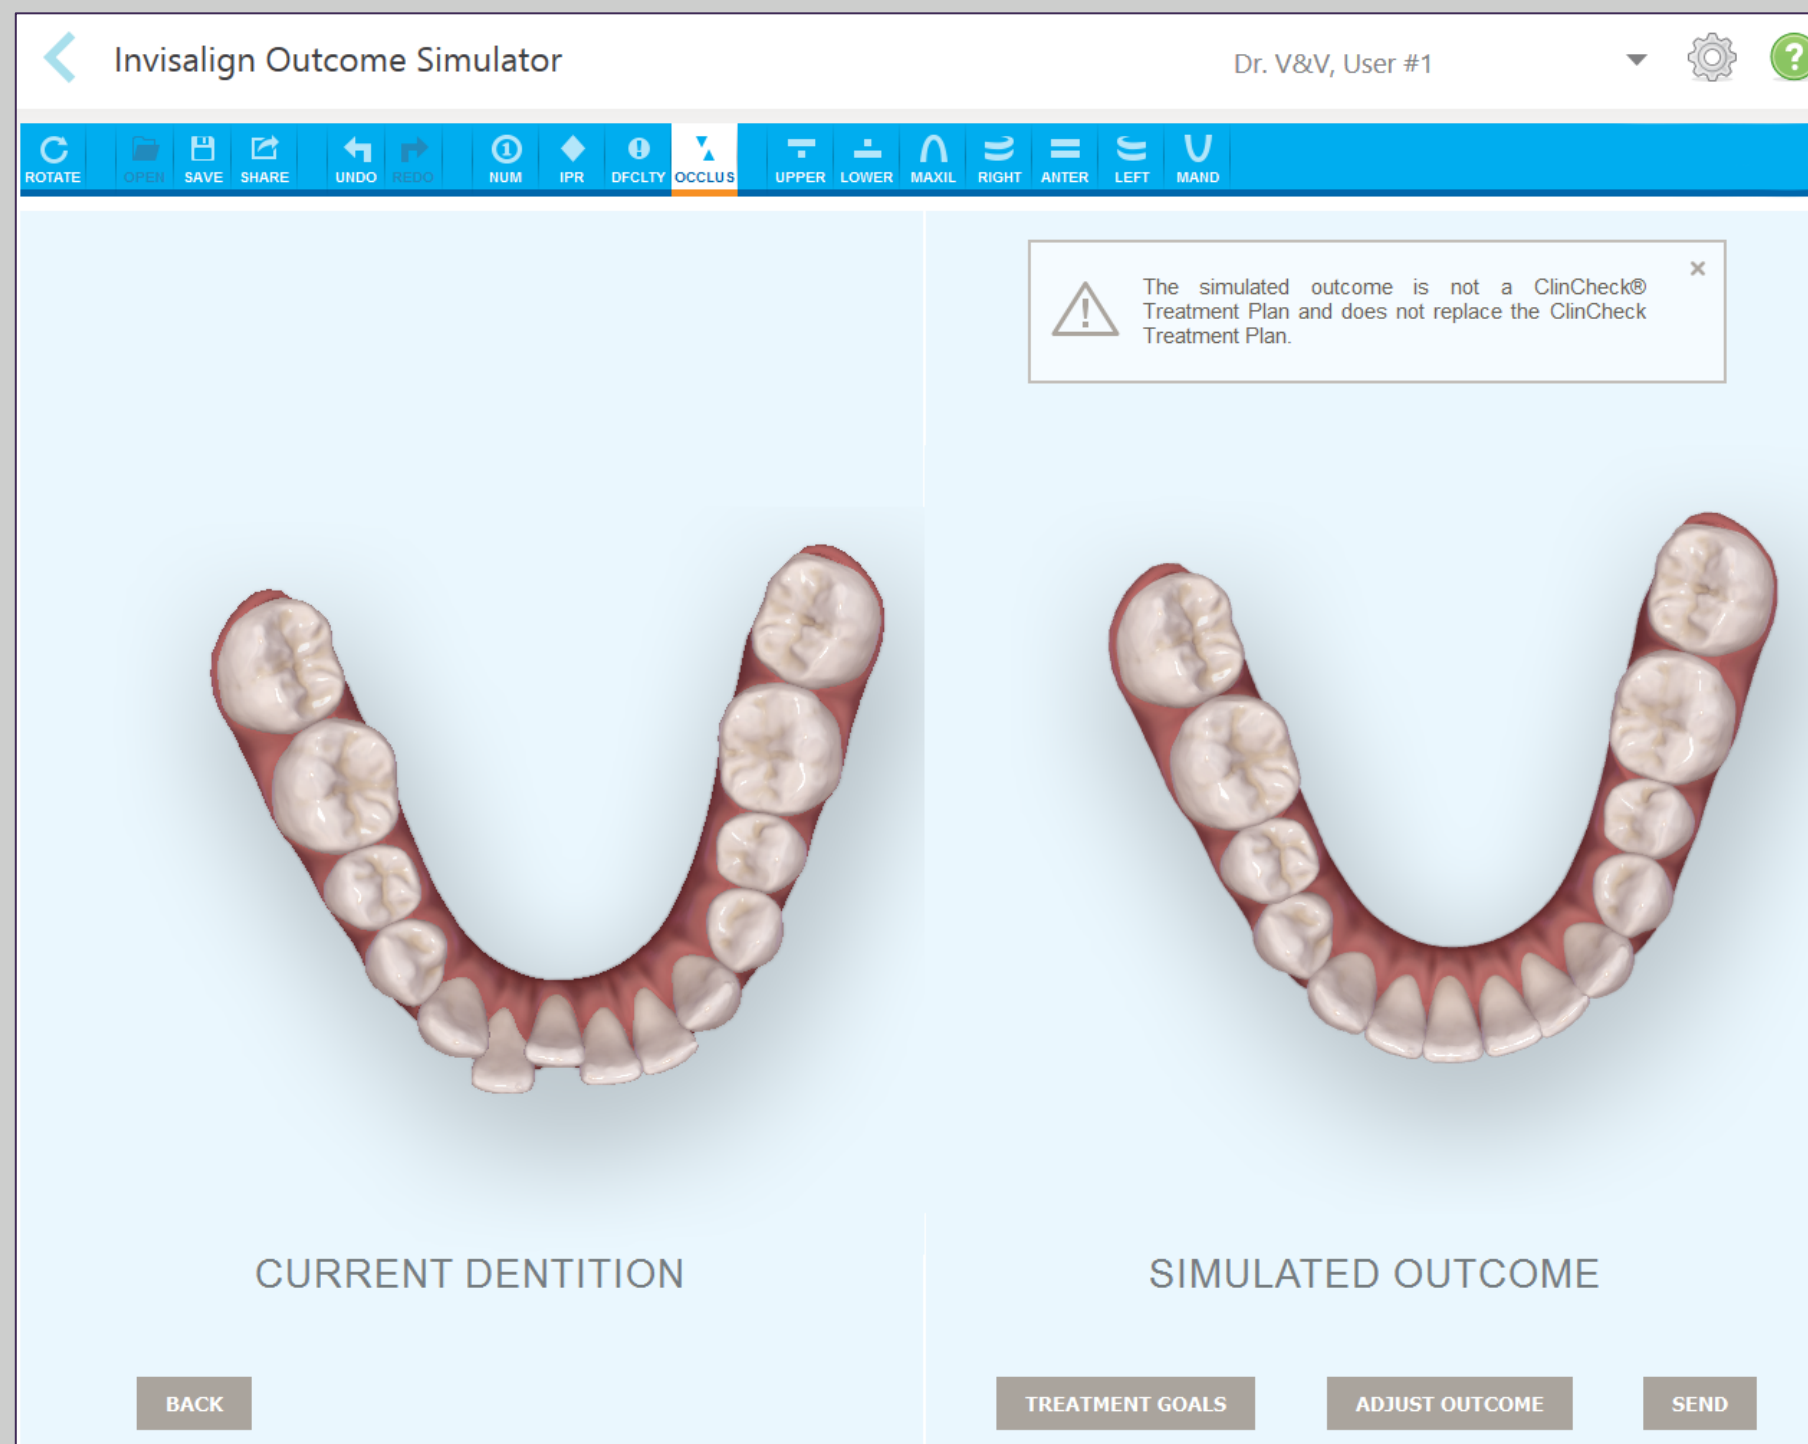 Invisalign Outcome Simulator
Dr. V&V, User #1
?
ROTATE OPEN SAVE SHARE UNDO REDO 1 NUM IPR DFCLTY OCCLUS UPPER LOWER MAXIL RIGHT ANTER LEFT MAND
The simulated outcome is not a ClinCheck®
Treatment Plan and does not replace the ClinCheck
Treatment Plan.
CURRENT DENTITION
SIMULATED OUTCOME
BACK
TREATMENT GOALS
ADJUST OUTCOME
SEND